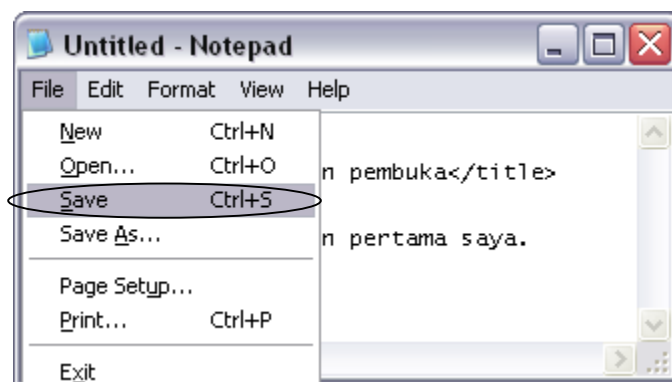 Untitled - Notepad
File Edit Format View Help
New Ctrl+N
Open... Ctrl+O
n pembuka</title>
Save Ctrl+S
Save As...
n pertama saya.
Page Setup...
Print... Ctrl+P
Exit